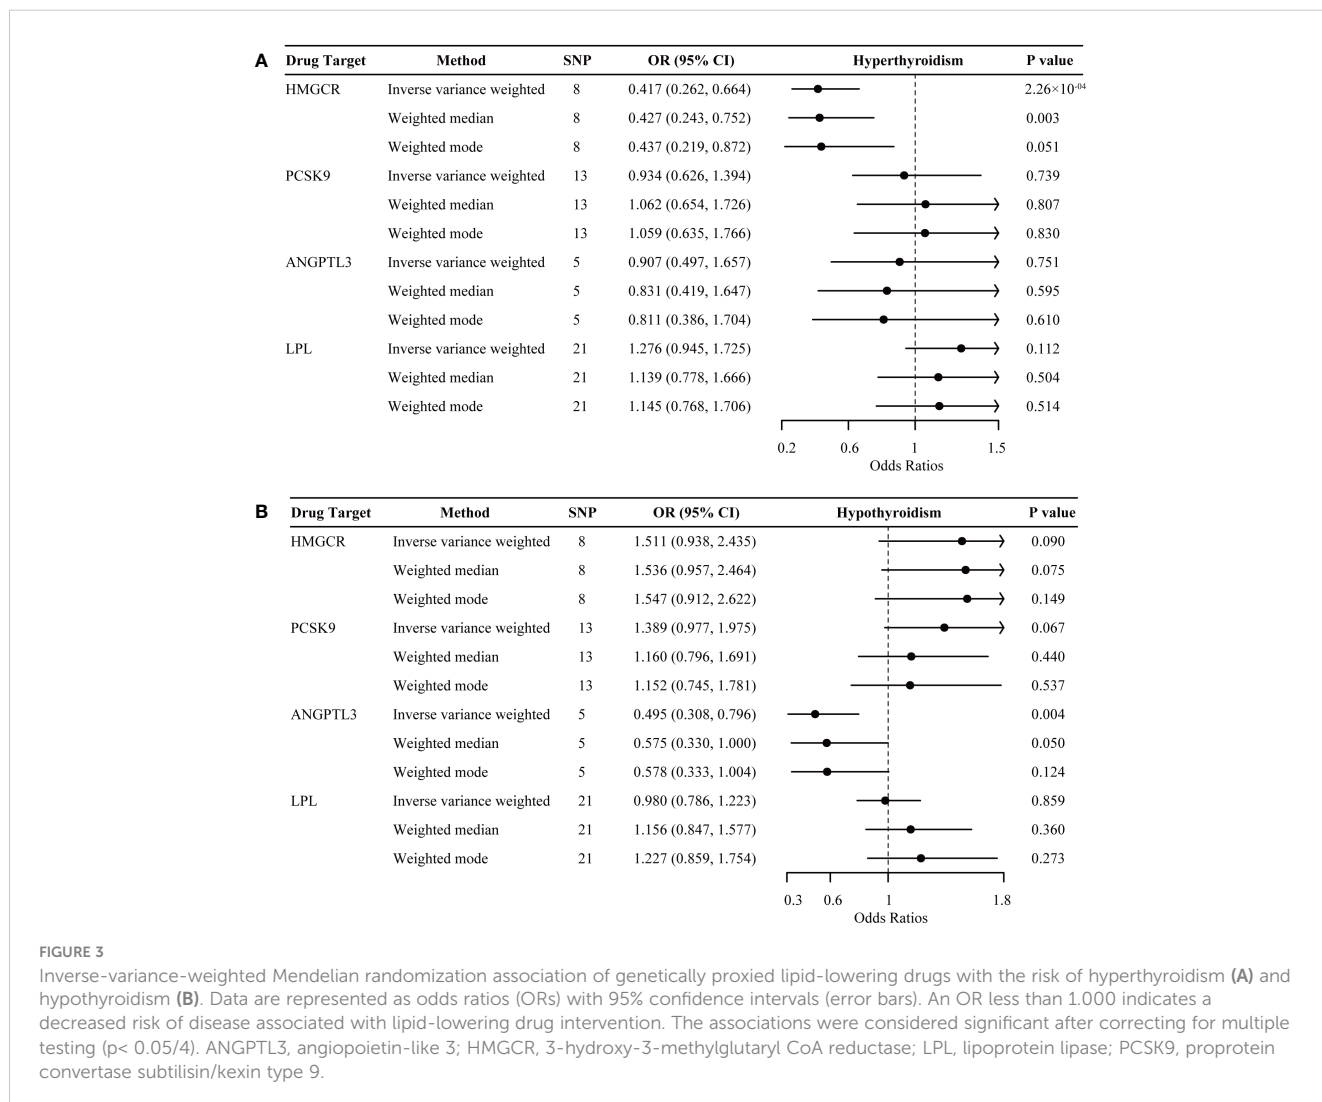 A
Drug Target Method SNP OR (95% CI) Hyperthyroidism P value
HMGCR Inverse variance weighted 8 0.417 (0.262, 0.664) 2.26×10-04
Weighted median 8 0.427 (0.243, 0.752) 0.003
Weighted mode 8 0.437 (0.219, 0.872) 0.051
PCSK9 Inverse variance weighted 13 0.934 (0.626, 1.394) 0.739
Weighted median 13 1.062 (0.654, 1.726) 0.807
Weighted mode 13 1.059 (0.635, 1.766) 0.830
ANGPTL3 Inverse variance weighted 5 0.907 (0.497, 1.657) 0.751
Weighted median 5 0.831 (0.419, 1.647) 0.595
Weighted mode 5 0.811 (0.386, 1.704) 0.610
LPL Inverse variance weighted 21 1.276 (0.945, 1.725) 0.112
Weighted median 21 1.139 (0.778, 1.666) 0.504
Weighted mode 21 1.145 (0.768, 1.706) 0.514
0.2 0.6 1 1.5
Odds Ratios
B
Drug Target Method SNP OR (95% CI) Hypothyroidism P value
HMGCR Inverse variance weighted 8 1.511 (0.938, 2.435) 0.090
Weighted median 8 1.536 (0.957, 2.464) 0.075
Weighted mode 8 1.547 (0.912, 2.622) 0.149
PCSK9 Inverse variance weighted 13 1.389 (0.977, 1.975) 0.067
Weighted median 13 1.160 (0.796, 1.691) 0.440
Weighted mode 13 1.152 (0.745, 1.781) 0.537
ANGPTL3 Inverse variance weighted 5 0.495 (0.308, 0.796) 0.004
Weighted median 5 0.575 (0.330, 1.000) 0.050
Weighted mode 5 0.578 (0.333, 1.004) 0.124
LPL Inverse variance weighted 21 0.980 (0.786, 1.223) 0.859
Weighted median 21 1.156 (0.847, 1.577) 0.360
Weighted mode 21 1.227 (0.859, 1.754) 0.273
0.3 0.6 1 1.8
Odds Ratios
FIGURE 3
Inverse-variance-weighted Mendelian randomization association of genetically proxied lipid-lowering drugs with the risk of hyperthyroidism (A) and
hypothyroidism (B). Data are represented as odds ratios (ORs) with 95% confidence intervals (error bars). An OR less than 1.000 indicates a
decreased risk of disease associated with lipid-lowering drug intervention. The associations were considered significant after correcting for multiple
testing (p< 0.05/4). ANGPTL3, angiopoietin-like 3; HMGCR, 3-hydroxy-3-methylglutaryl CoA reductase; LPL, lipoprotein lipase; PCSK9, proprotein
convertase subtilisin/kexin type 9.